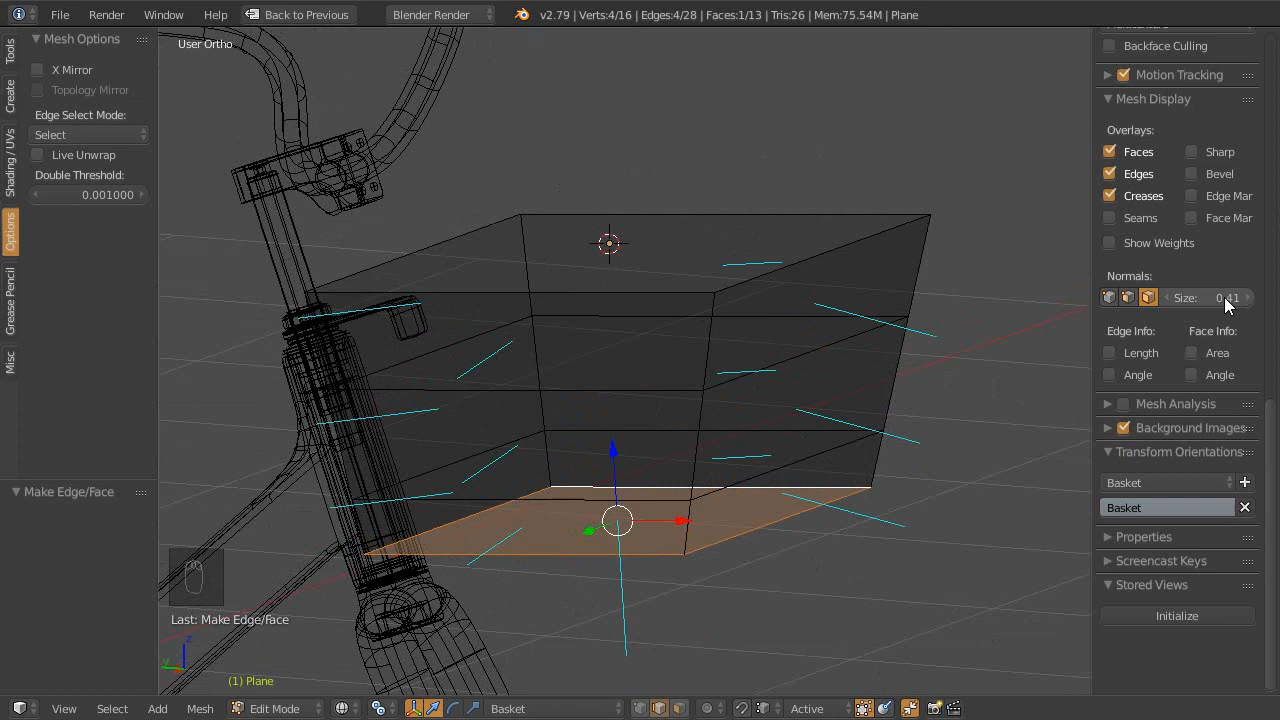 File Render Window Help Back to Previous Blender Render v2.79 | Verts:4/16 | Edges:4/28 | Faces:1/13 | Tris:26 | Mem:75.54M | Plane
Tools
Create
Shading / UVs
Options
Grease Pencil
Misc
Mesh Options
X Mirror
Topology Mirror
Edge Select Mode:
Select
Live Unwrap
Double Threshold:
0.001000
Make Edge/Face
User Ortho
Last: Make Edge/Face
z
y
(1) Plane
Backface Culling
Motion Tracking
Mesh Display
Overlays:
Faces Sharp
Edges Bevel
Creases Edge Mar
Seams Face Mar
Show Weights
Normals:
Size: 0.41
Edge Info: Face Info:
Length Area
Angle Angle
Mesh Analysis
Background Images
Transform Orientations
Basket
Basket
Properties
Screencast Keys
Stored Views
Initialize
View Select Add Mesh Edit Mode Basket Active